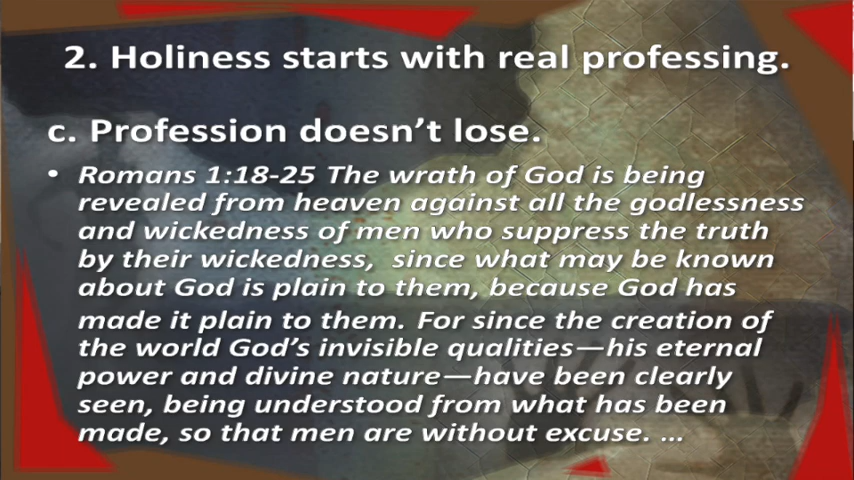 2. Holiness starts with real professing.
c. Profession doesn’t lose.
• Romans 1:18-25 The wrath of God is being
revealed from heaven against all the godlessness
and wickedness of men who suppress the truth
by their wickedness,  since what may be known
about God is plain to them, because God has
made it plain to them. For since the creation of
the world God’s invisible qualities—his eternal
power and divine nature—have been clearly
seen, being understood from what has been
made, so that men are without excuse. …